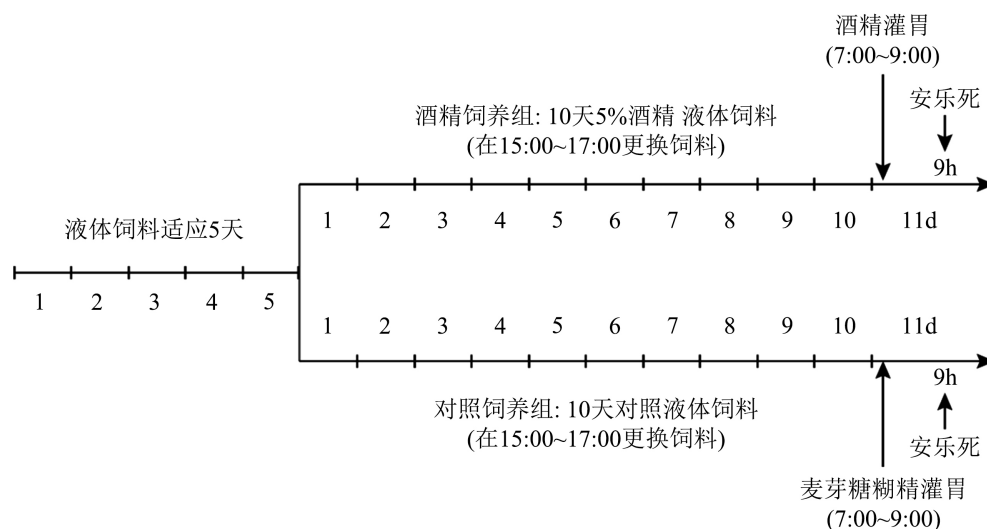 酒精灌胃
(7:00~9:00)
安乐死
酒精饲养组: 10天5%酒精 液体饲料
(在15:00~17:00更换饲料)
9h
1 2 3 4 5 6 7 8 9 10 11d
液体饲料适应5天
1 2 3 4 5
1 2 3 4 5 6 7 8 9 10 11d
9h
对照饲养组: 10天对照液体饲料
(在15:00~17:00更换饲料)
安乐死
麦芽糖糊精灌胃
(7:00~9:00)